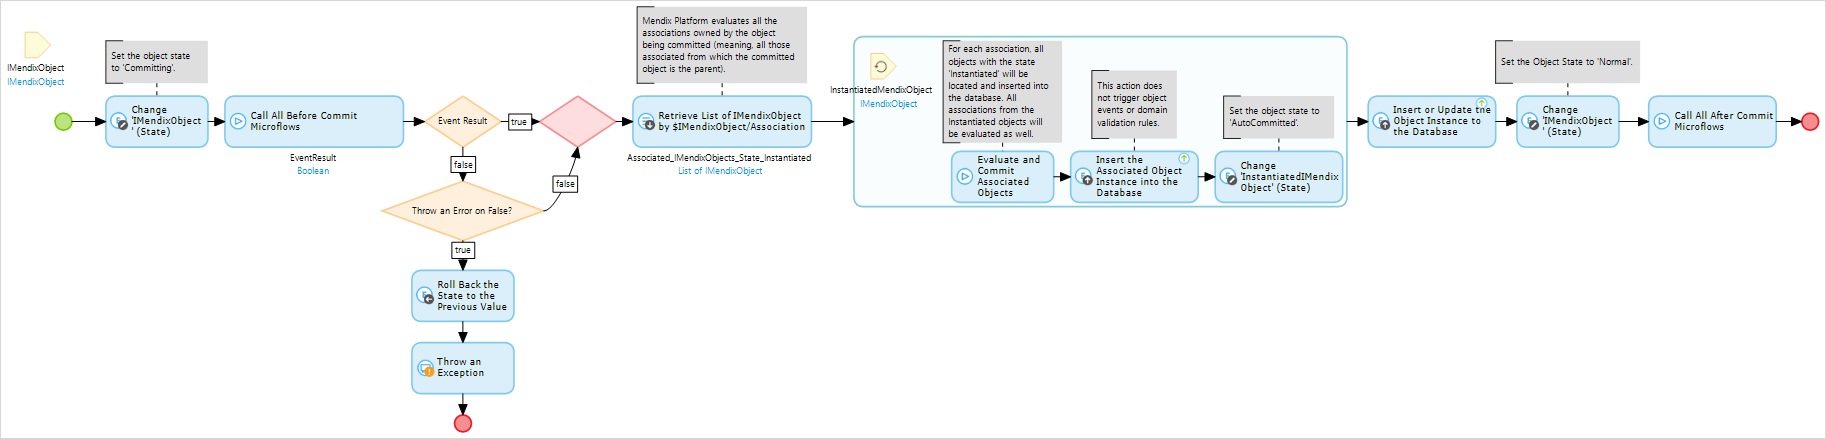 IMendixObject
IMendixObject
Set the object state
to 'Committing'.
Change
'IMendixObject
' (State)
Call All Before Commit
Microflows
EventResult
Boolean
Event Result
true
false
Throw an Error on False?
false
true
Roll Back the
State to the
Previous Value
Throw an
Exception
Mendix Platform evaluates all the
associations owned by the object
being committed (meaning, all those
associated from which the committed
object is the parent).
Retrieve List of IMendixObject
by $IMendixObject/Association
Associated_IMendixObjects_State_Instantiated
List of IMendixObject
InstantiatedMendixObject
IMendixObject
For each association, all
objects with the state
'Instantiated' will be
located and inserted into
the database. All
associations from the
Instantiated objects will
be evaluated as well.
Evaluate and
Commit
Associated
Objects
This action does
not trigger object
events or domain
validation rules.
Insert the
Associated Object
Instance into the
Database
Set the object state to
'AutoCommitted'.
Change
'InstantiatedIMendix
Object' (State)
Insert or Update the
Object Instance to
the Database
Set the Object State to 'Normal'.
Change
'IMendixObject
' (State)
Call All After Commit
Microflows